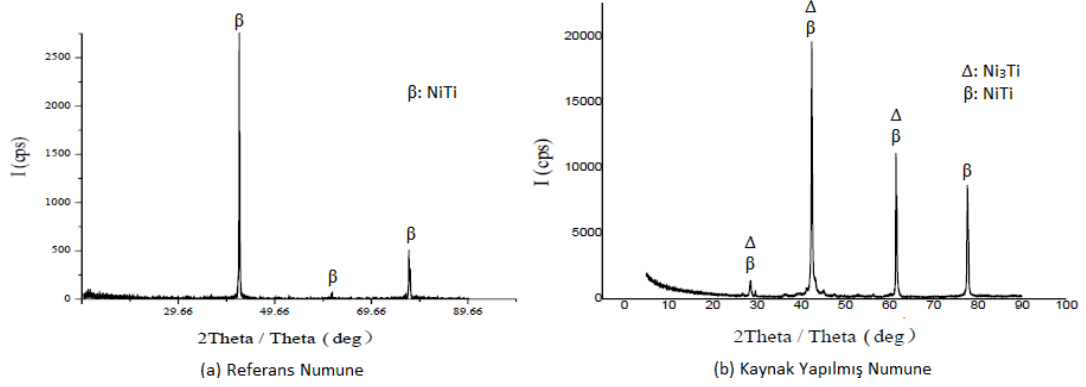 β
2500
2000
1500
1000
500
0
I (cps)
β: NiTi
β
β
29.66
49.66
69.66
89.66
2Theta / Theta ( deg )
(a) Referans Numune
Δ
β
20000
15000
10000
5000
0
I (cps)
Δ: Ni₃Ti
β: NiTi
Δ
β
β
Δ
β
0 10 20 30 40 50 60 70 80 90 100
2Theta / Theta ( deg )
(b) Kaynak Yapılmış Numune